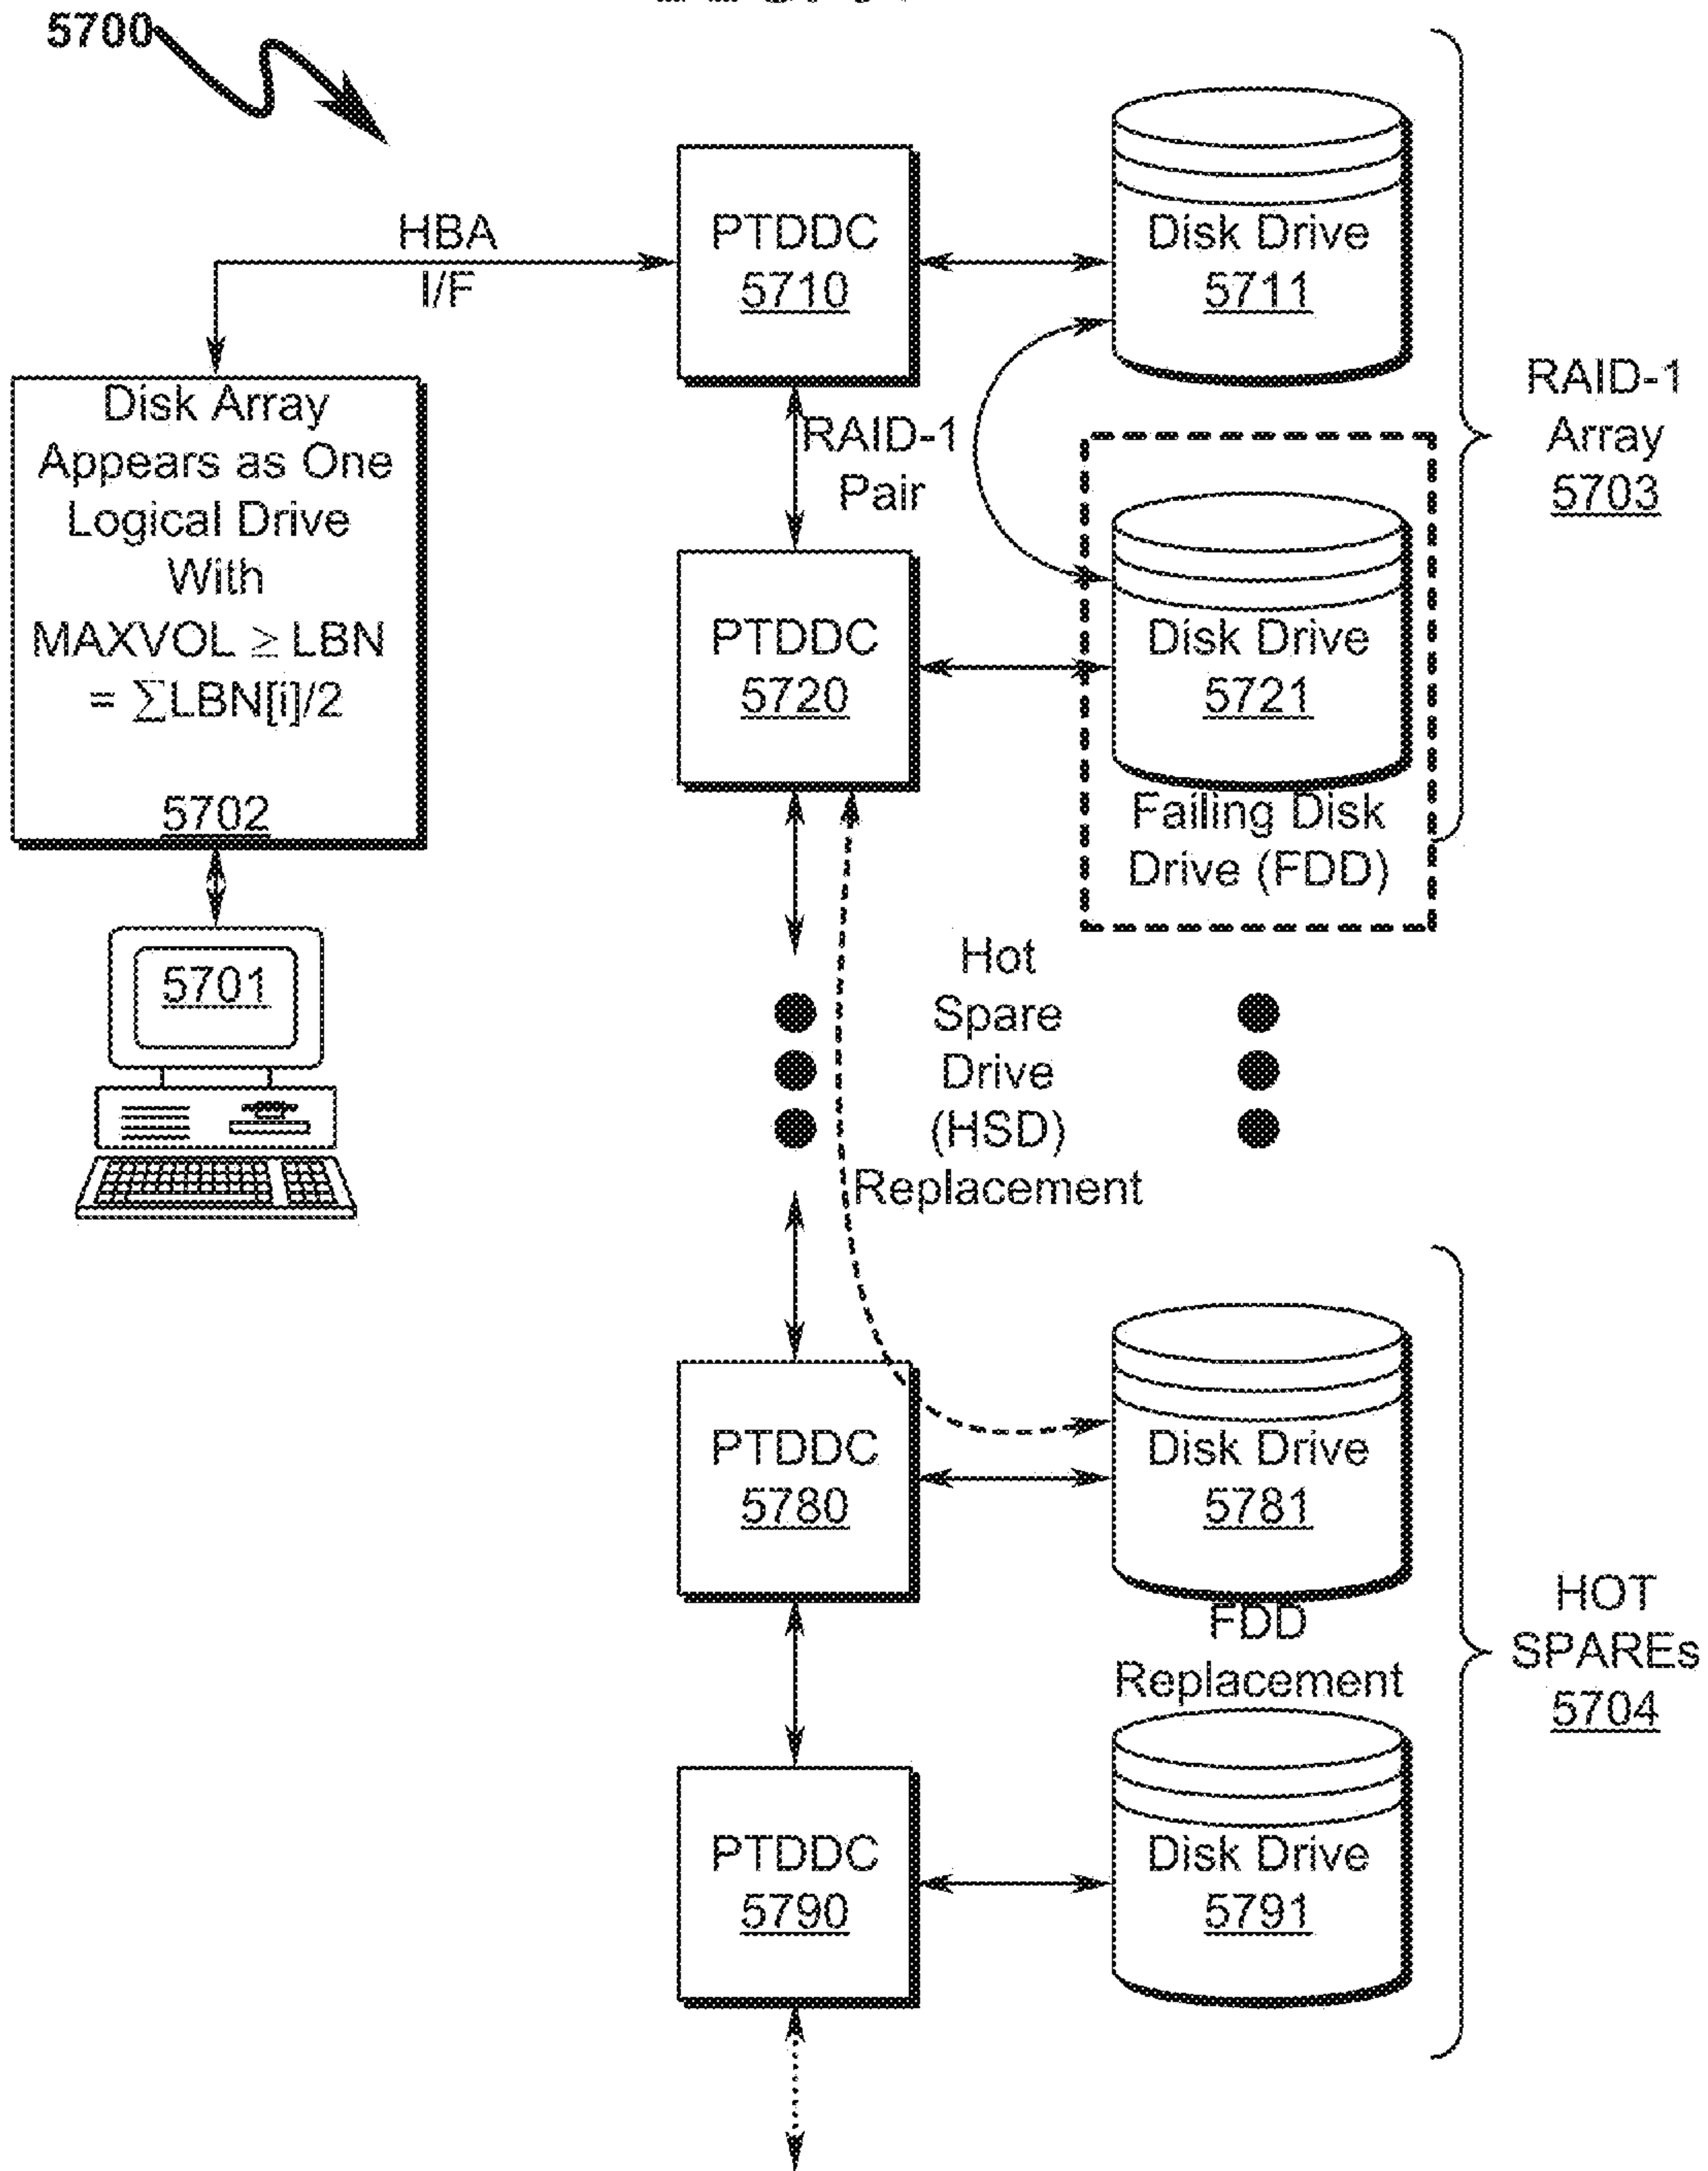 5700
HBA
I/F
PTDDC
5710
Disk Drive
5711
RAID-1
Array
5703
Disk Array
Appears as One
Logical Drive
With
MAXVOL ≥ LBN
= ∑LBN[i]/2
5702
RAID-1
Pair
PTDDC
5720
Disk Drive
5721
Failing Disk
Drive (FDD)
5701
Hot
Spare
Drive
(HSD)
Replacement
PTDDC
5780
Disk Drive
5781
FDD
Replacement
HOT
SPAREs
5704
PTDDC
5790
Disk Drive
5791